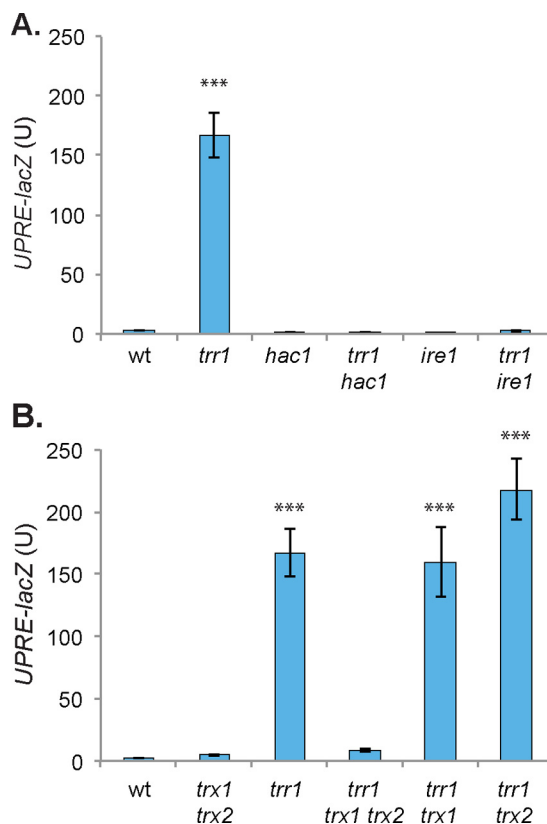 A.
250
200
150
100
50
0
UPRE-lacZ (U)
***
wt trr1 hac1 trr1 ire1 trr1
hac1 ire1
B.
250
200
150
100
50
0
UPRE-lacZ (U)
*** *** ***
wt trx1 trr1 trr1 trr1 trr1
trx2 trx1 trx2 trx1 trx2